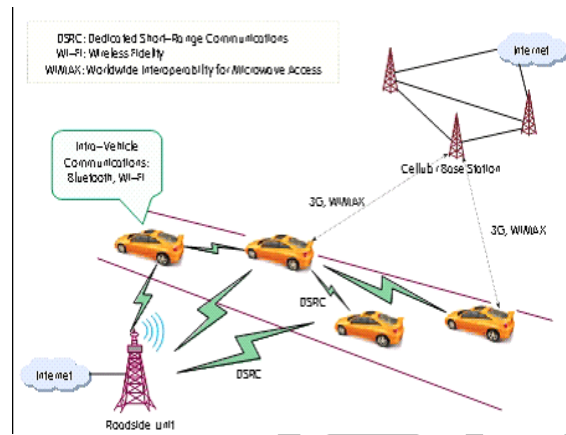 DSRC: Dedicated Short-Range Communications
Wi-Fi: Wireless Fidelity
WiMAX: Worldwide Interoperability for Microwave Access
Internet
Intra-Vehicle
Communications:
Bluetooth, Wi-Fi
Cellular Base Station
3G, WiMAX
3G, WiMAX
DSRC
Internet
DSRC
Roadside unit